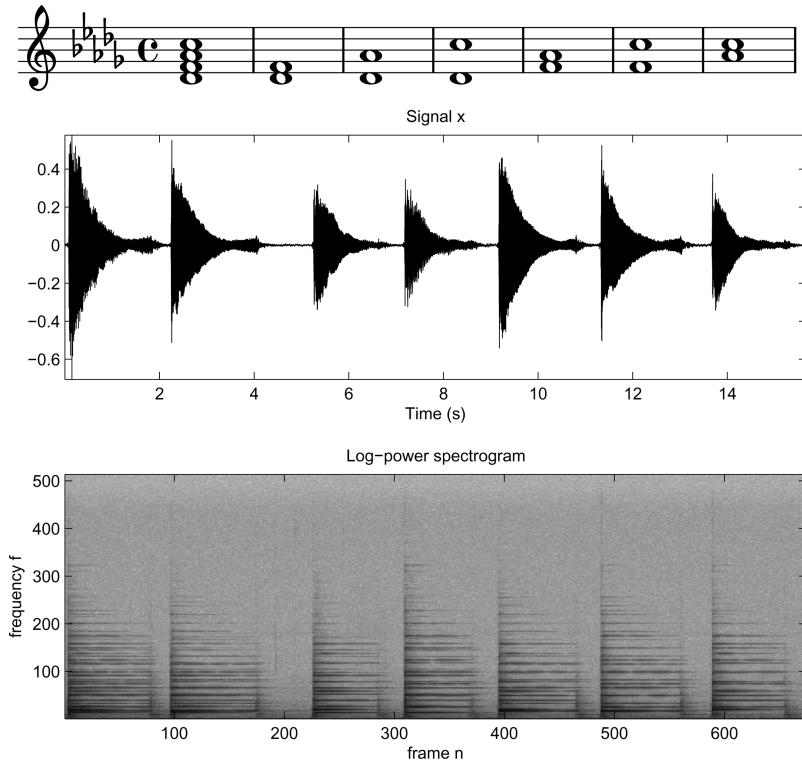 Signal x
0.4
0.2
0
−0.2
−0.4
−0.6
2 4 6 8 10 12 14
Time (s)
Log−power spectrogram
500
400
300
200
100
frequency f
100 200 300 400 500 600
frame n